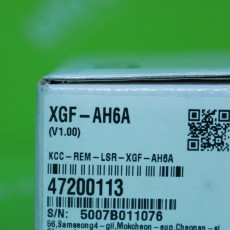 XGF-AH6A
(V1.00)
KCC-REM-LSR-XGF-AH6A
47200113
S/N: 5007B011076
56,Samseong4-gil,Mokcheon-eup,Cheonan-si